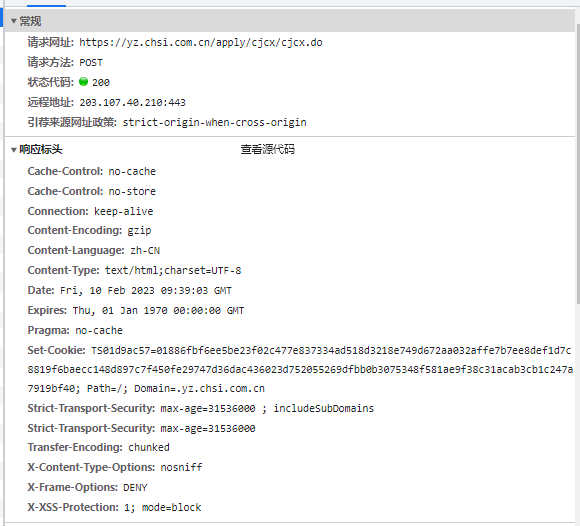 常规
请求网址: https://yz.chsi.com.cn/apply/cjcx/cjcx.do
请求方法: POST
状态代码: 200
远程地址: 203.107.40.210:443
引荐来源网址政策: strict-origin-when-cross-origin
响应标头 查看源代码
Cache-Control: no-cache
Cache-Control: no-store
Connection: keep-alive
Content-Encoding: gzip
Content-Language: zh-CN
Content-Type: text/html;charset=UTF-8
Date: Fri, 10 Feb 2023 09:39:03 GMT
Expires: Thu, 01 Jan 1970 00:00:00 GMT
Pragma: no-cache
Set-Cookie: TS01d9ac57=01886fbf6ee5be23f02c477e837334ad518d3218e749d672aa032affe7b7ee8def1d7c
8819f6baecc148d897c7f450fe29747d36dac436023d752055269dfbb0b3075348f581ae9f38c31acab3cb1c247a
7919bf40; Path=/; Domain=.yz.chsi.com.cn
Strict-Transport-Security: max-age=31536000 ; includeSubDomains
Strict-Transport-Security: max-age=31536000
Transfer-Encoding: chunked
X-Content-Type-Options: nosniff
X-Frame-Options: DENY
X-XSS-Protection: 1; mode=block